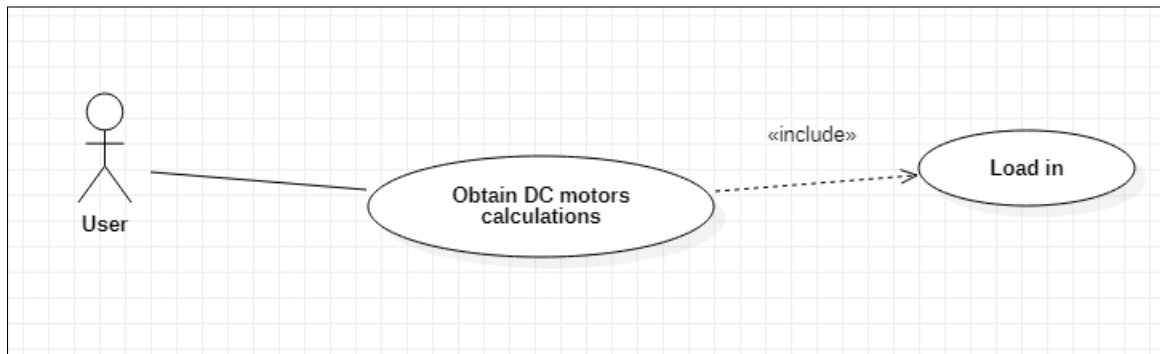 «include»
Load in
Obtain DC motors
calculations
User